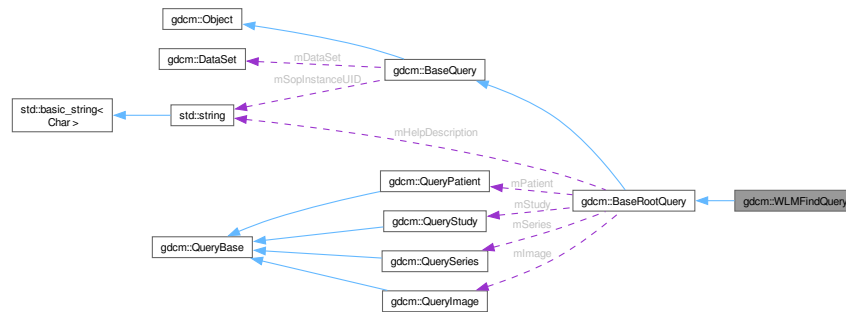 gdcm::Object
gdcm::DataSet
mDataSet
gdcm::BaseQuery
mSopInstanceUID
std::basic_string<
Char >
std::string
mHelpDescription
gdcm::QueryPatient
mPatient
gdcm::BaseRootQuery
gdcm::WLMFindQuery
mStudy
gdcm::QueryStudy
mSeries
gdcm::QueryBase
gdcm::QuerySeries
mImage
gdcm::QueryImage